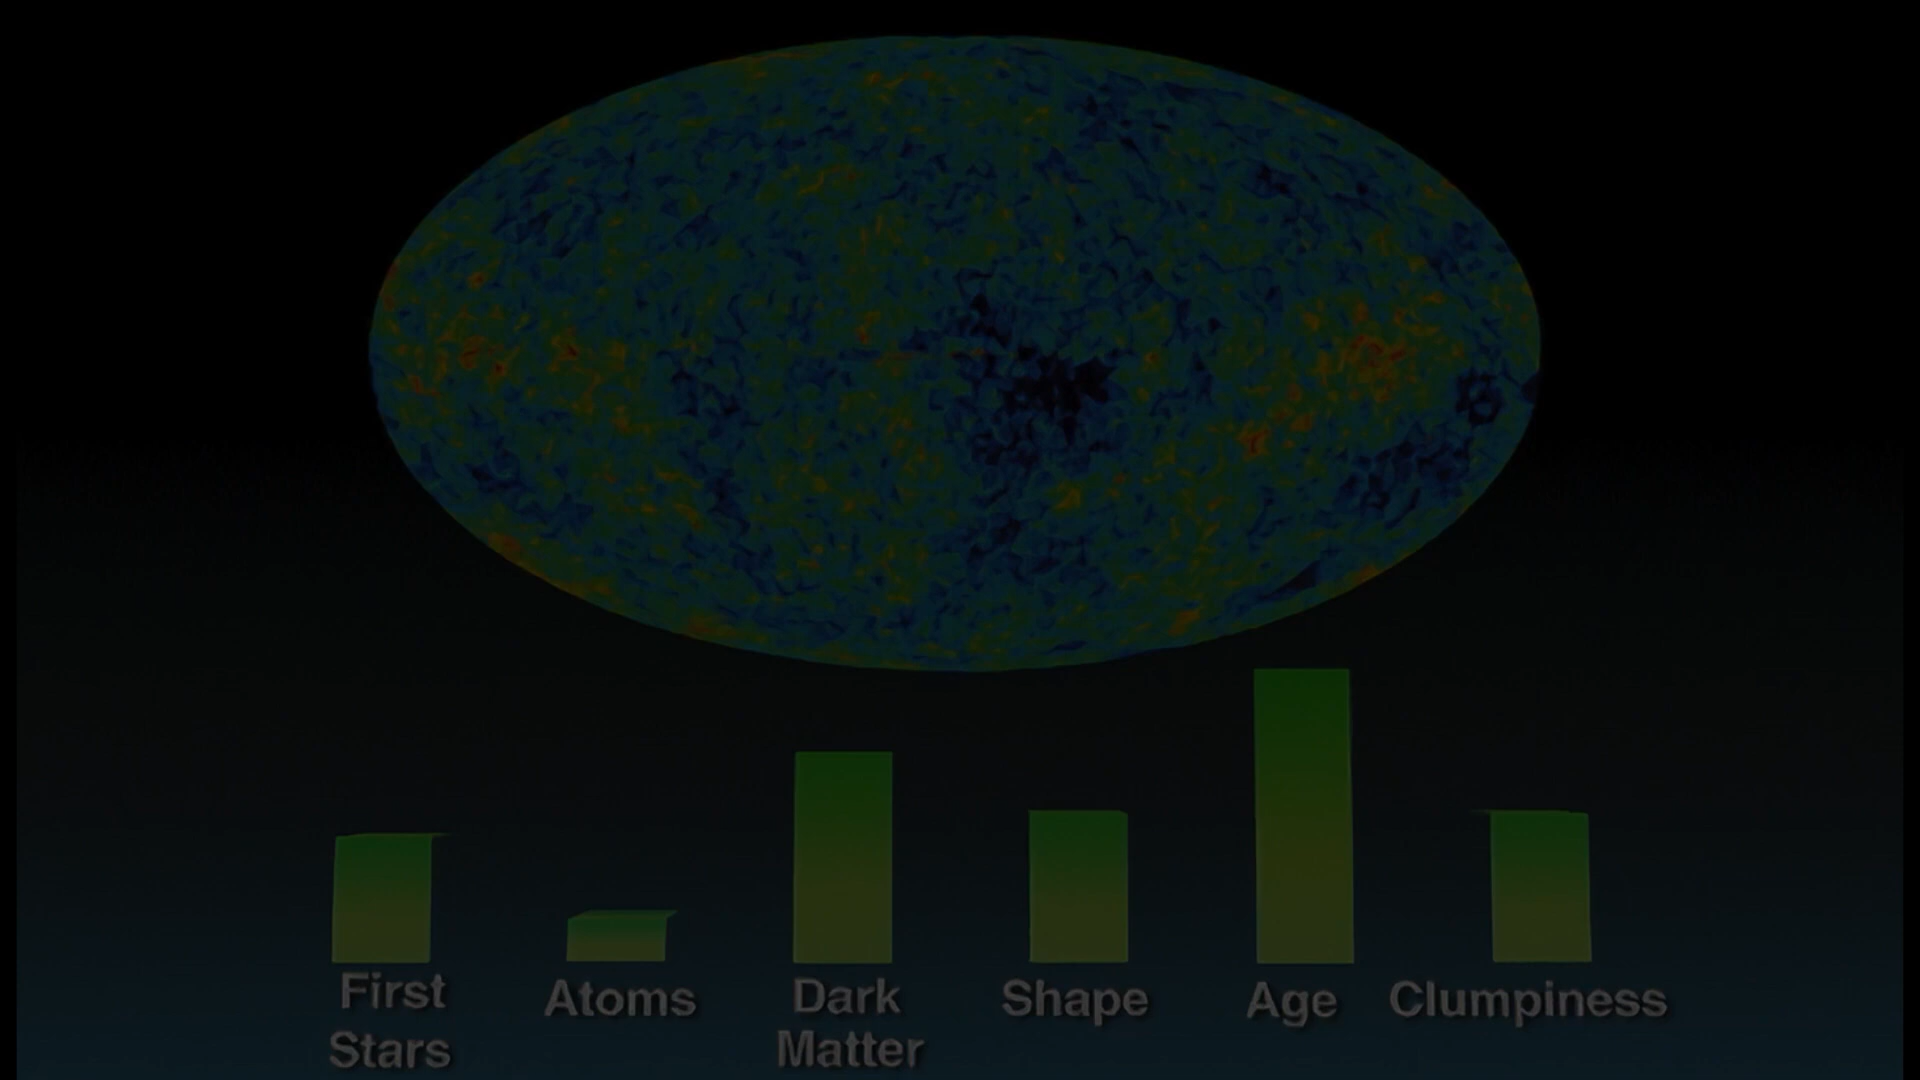 First
Stars
Atoms
Dark
Matter
Shape
Age
Clumpiness